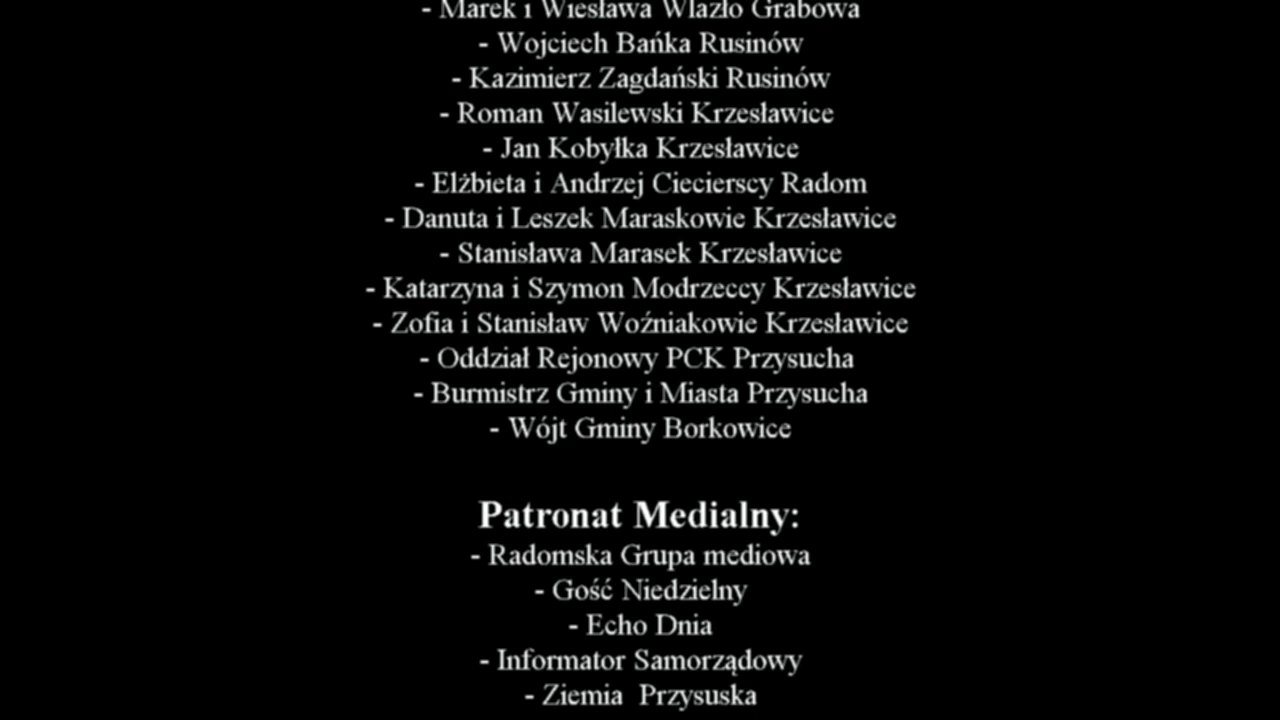 - Marek i Wiesława Wlazło Grabowa
- Wojciech Bańka Rusinów
- Kazimierz Zagdański Rusinów
- Roman Wasilewski Krzesławice
- Jan Kobyłka Krzesławice
- Elżbieta i Andrzej Ciecierscy Radom
- Danuta i Leszek Maraskowie Krzesławice
- Stanisława Marasek Krzesławice
- Katarzyna i Szymon Modrzeccy Krzesławice
- Zofia i Stanisław Woźniakowie Krzesławice
- Oddział Rejonowy PCK Przysucha
- Burmistrz Gminy i Miasta Przysucha
- Wójt Gminy Borkowice
Patronat Medialny:
- Radomska Grupa mediowa
- Gość Niedzielny
- Echo Dnia
- Informator Samorządowy
- Ziemia  Przysuska